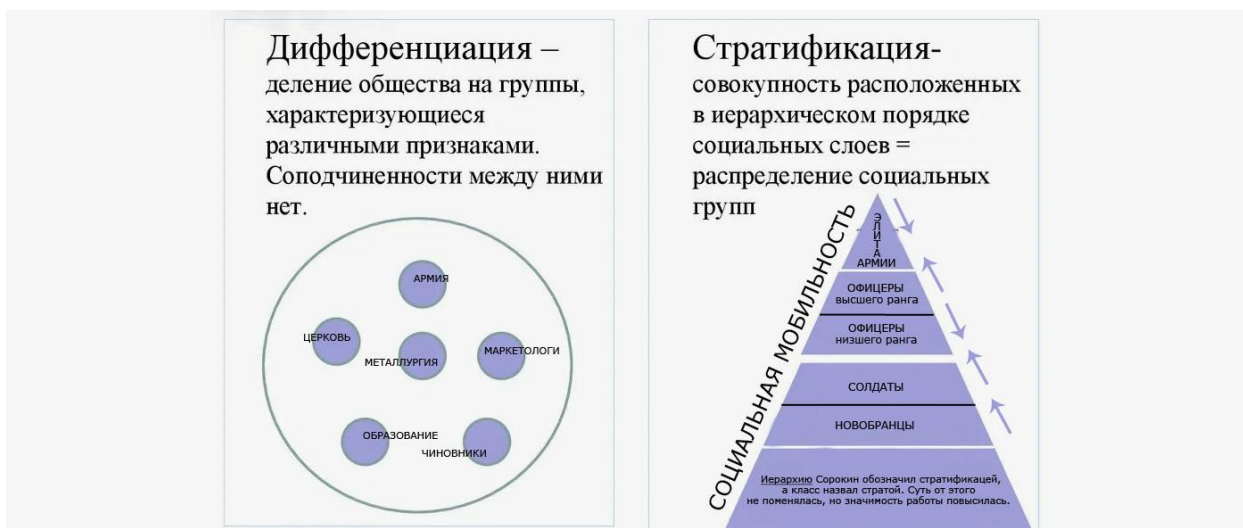 Дифференциация –
деление общества на группы,
характеризующиеся
различными признаками.
Соподчиненности между ними
нет.
АРМИЯ
ЦЕРКОВЬ
МЕТАЛЛУРГИЯ
МАРКЕТОЛОГИ
ОБРАЗОВАНИЕ
ЧИНОВНИКИ
Стратификация-
совокупность расположенных
в иерархическом порядке
социальных слоев =
распределение социальных
групп
СОЦИАЛЬНАЯ МОБИЛЬНОСТЬ
ЭЛИТА
АРМИИ
ОФИЦЕРЫ
высшего ранга
ОФИЦЕРЫ
низшего ранга
СОЛДАТЫ
НОВОБРАНЦЫ
Иерархию Сорокин обозначил стратификацей,
а класс назвал стратой. Суть от этого
не поменялась, но значимость работы повысилась.